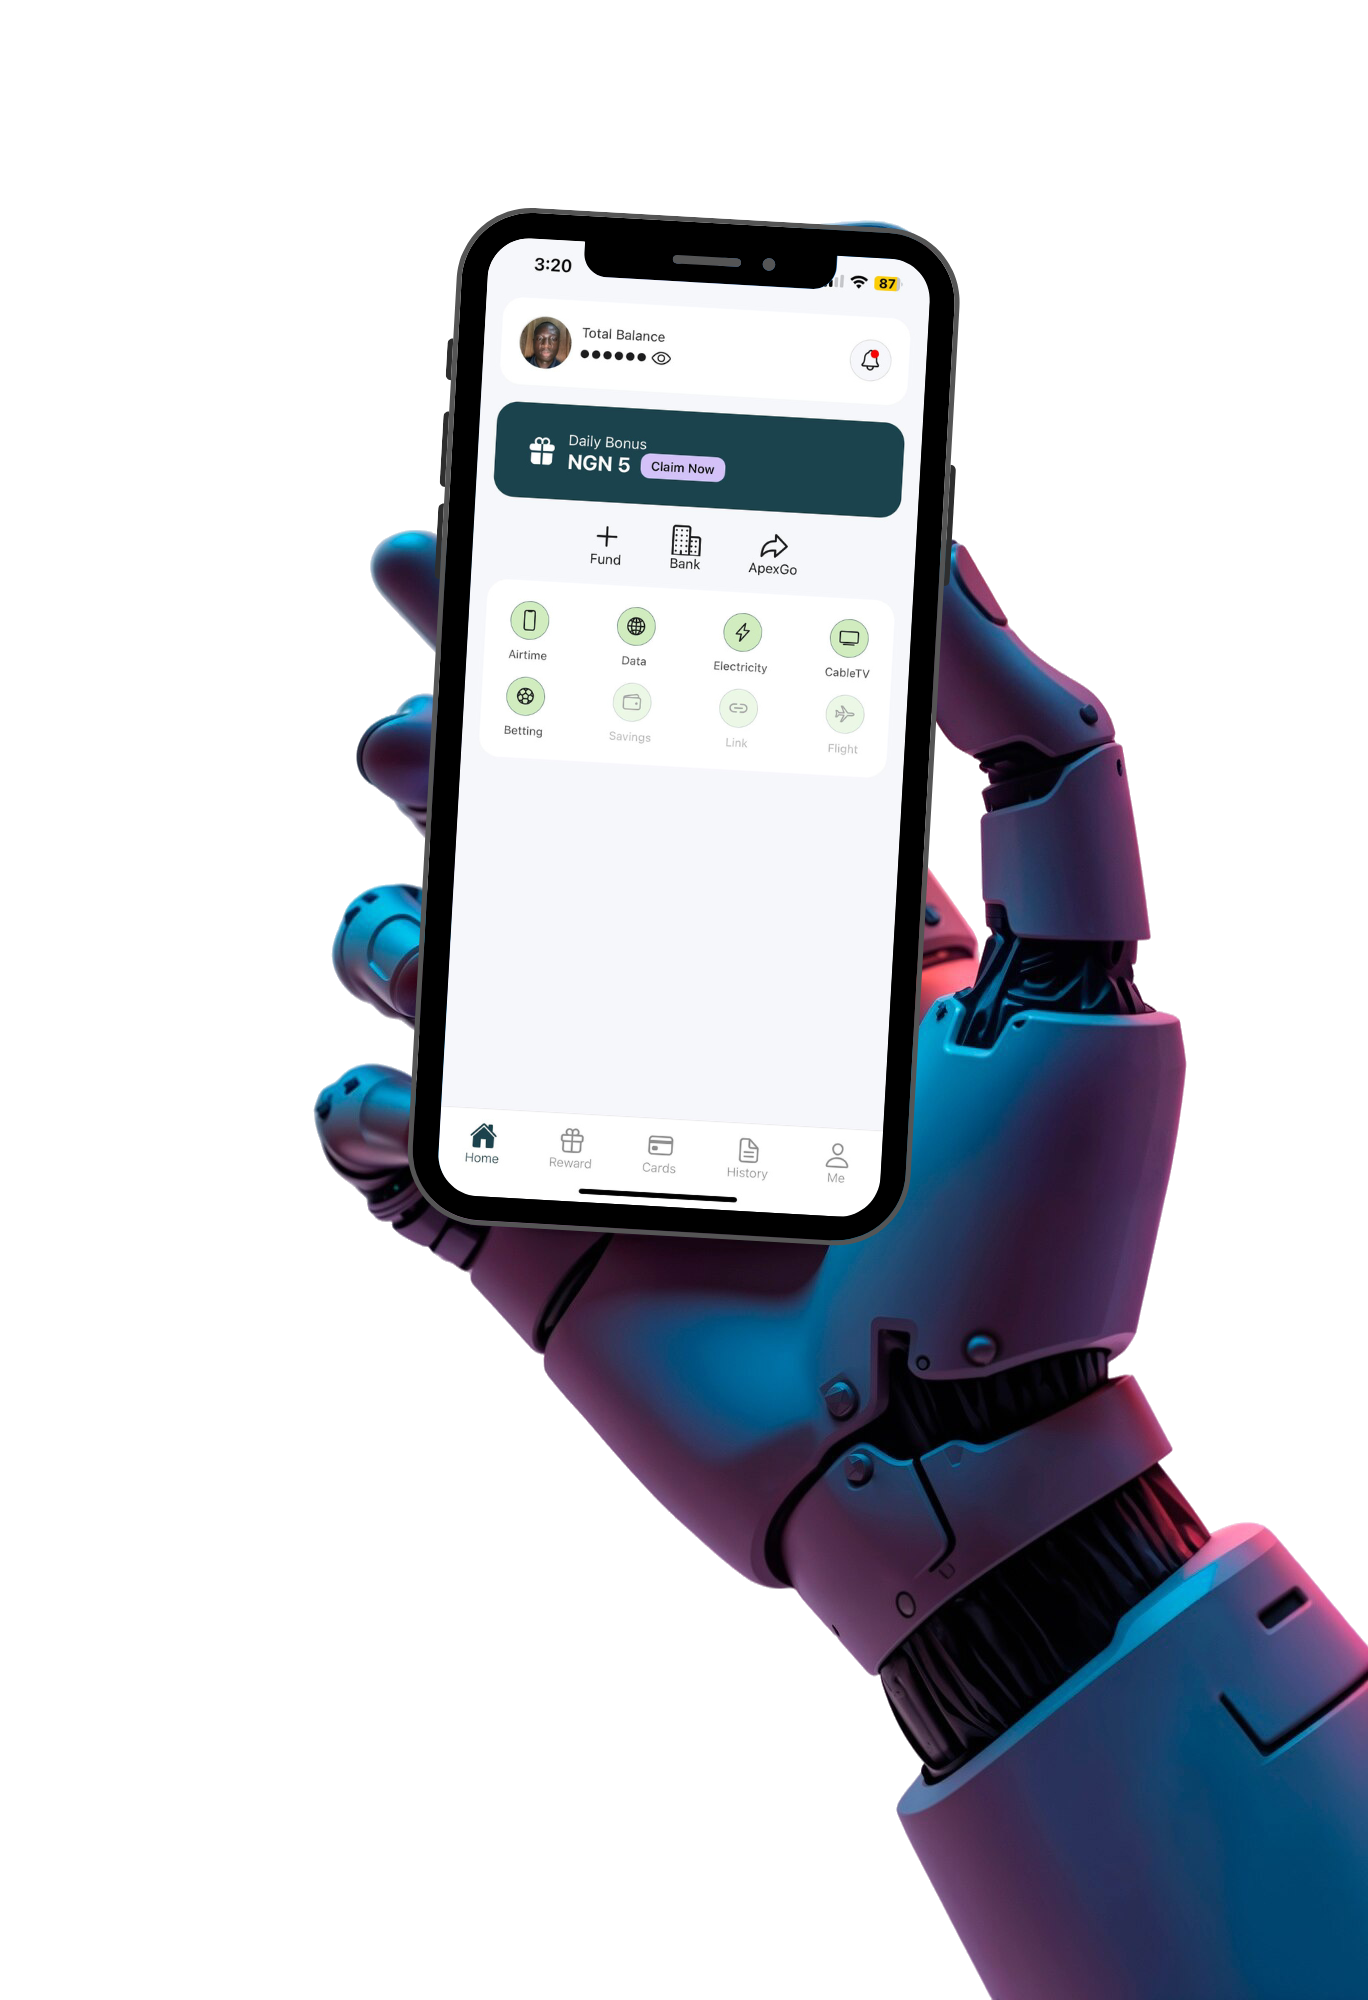 3:20
87
Total Balance
Daily Bonus
NGN 5 Claim Now
Fund Bank ApexGo
Airtime Data Electricity CableTV
Betting Savings Link Flight
Home Reward Cards History Me